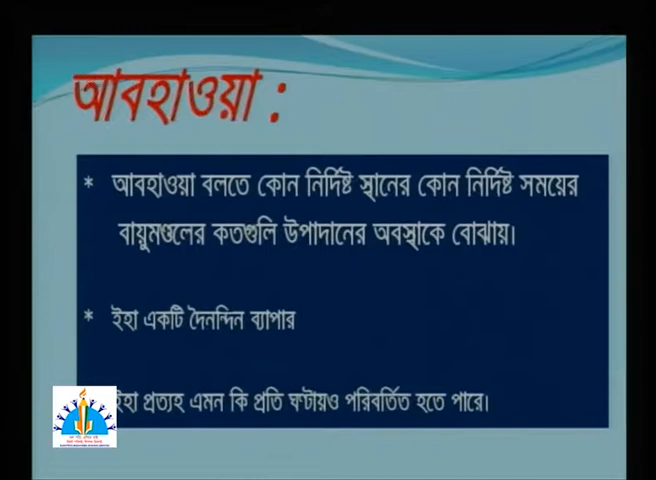 আবহাওয়া :
* আবহাওয়া বলতে কোন নির্দিষ্ট স্থানের কোন নির্দিষ্ট সময়ের
বায়ুমণ্ডলের কতগুলি উপাদানের অবস্থাকে বোঝায়।
* ইহা একটি দৈনন্দিন ব্যাপার
ইহা প্রত্যহ এমন কি প্রতি ঘণ্টায়ও পরিবর্তিত হতে পারে।